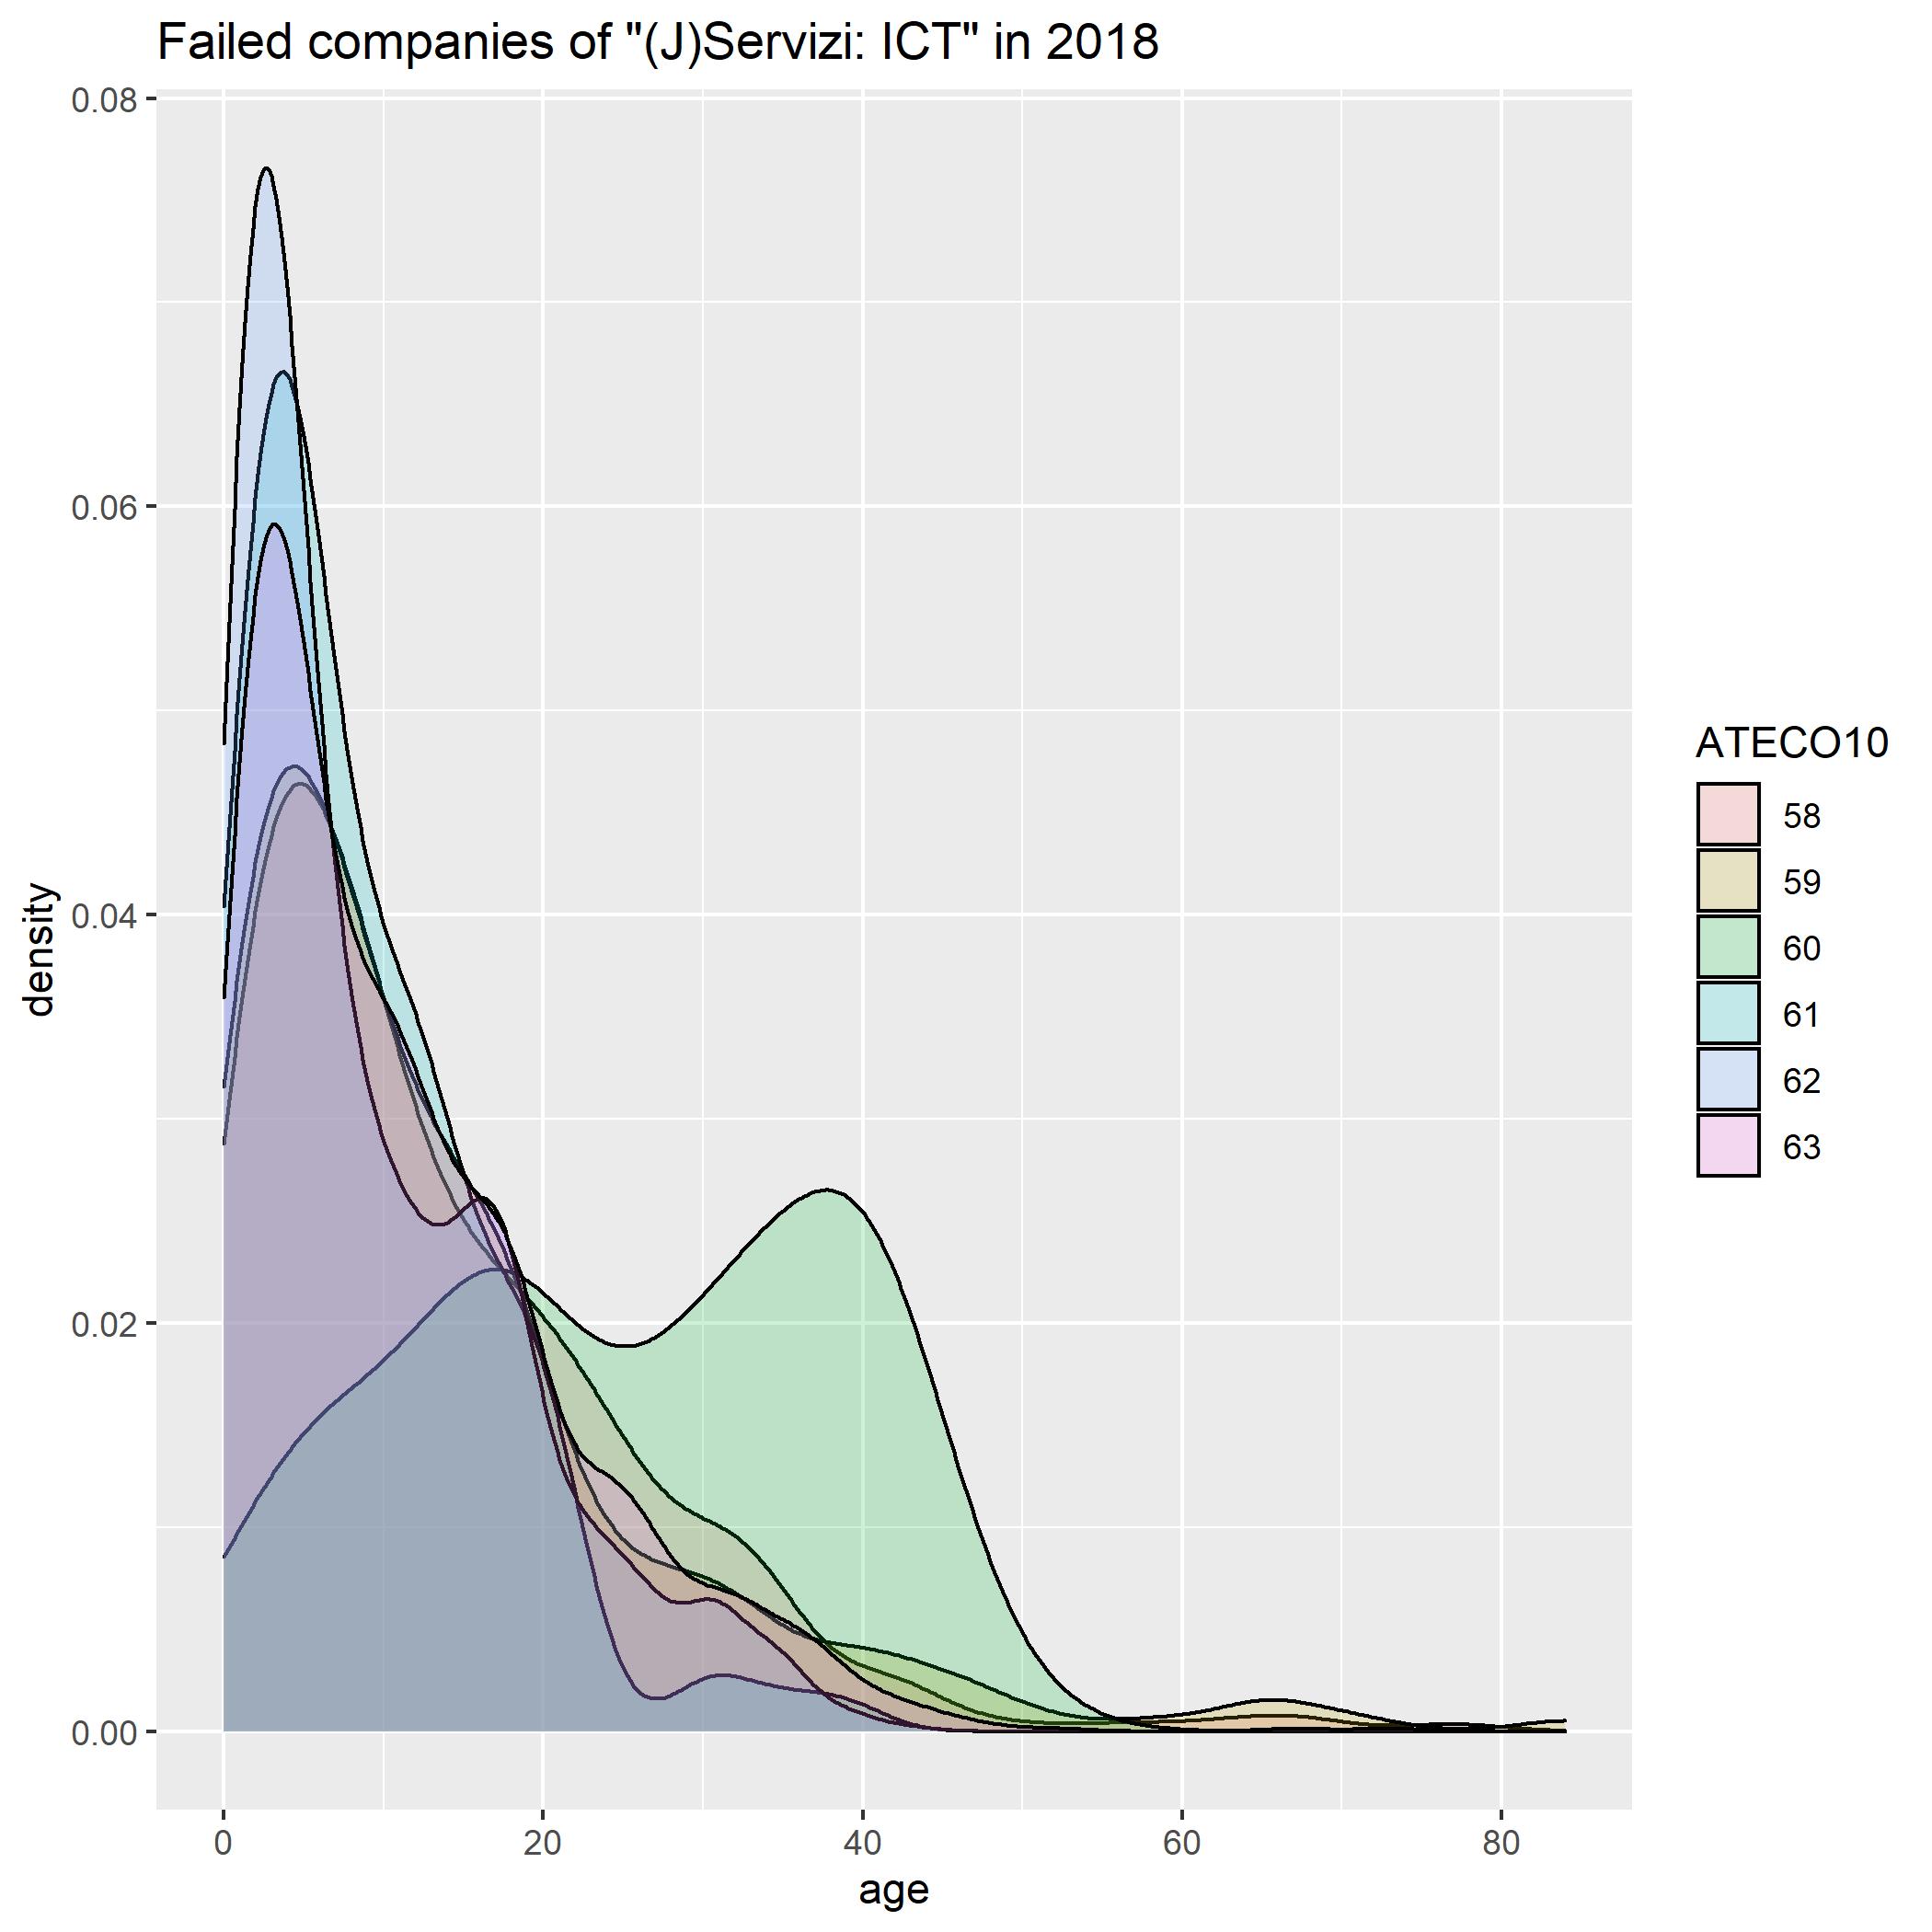 Failed companies of "(J)Servizi: ICT" in 2018
0.08
0.06
0.04
0.02
0.00
density
0 20 40 60 80
age
ATECO10
58
59
60
61
62
63